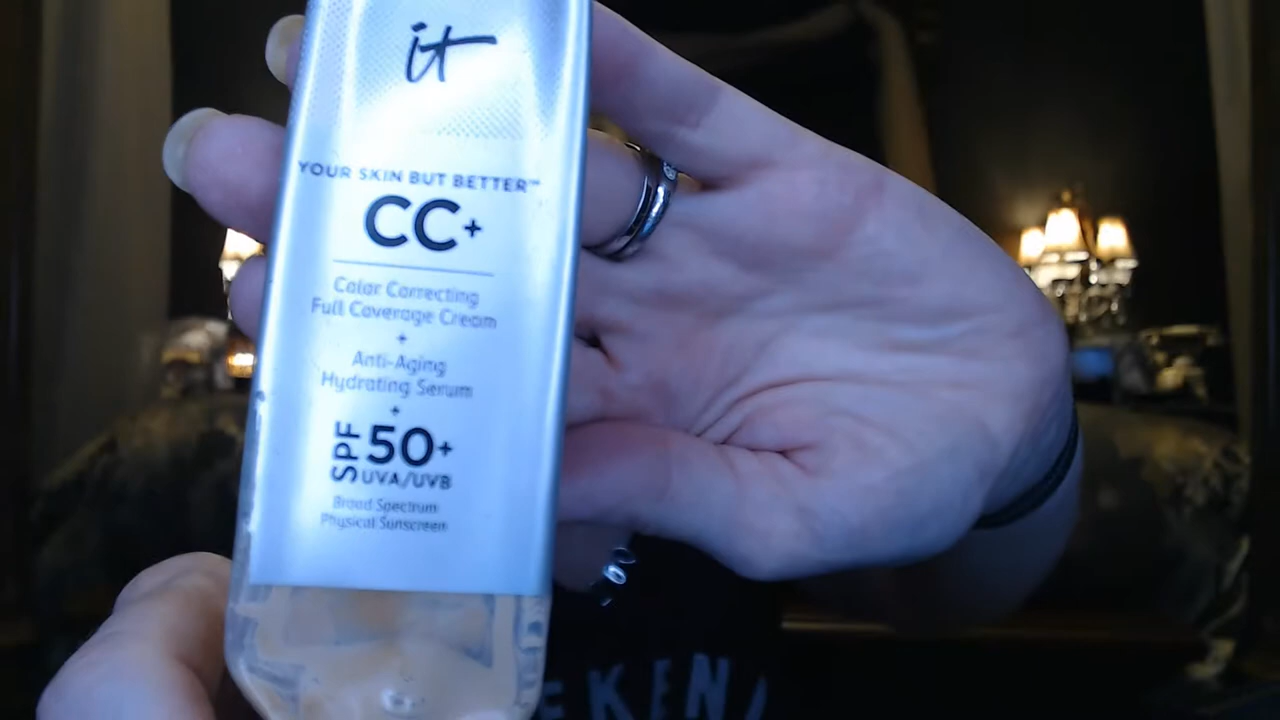 it
YOUR SKIN BUT BETTER™
CC+
Color Correcting
Full Coverage Cream
+
Anti-Aging
Hydrating Serum
+
SPF 50+
UVA/UVB
Broad Spectrum
Physical Sunscreen
EKEN